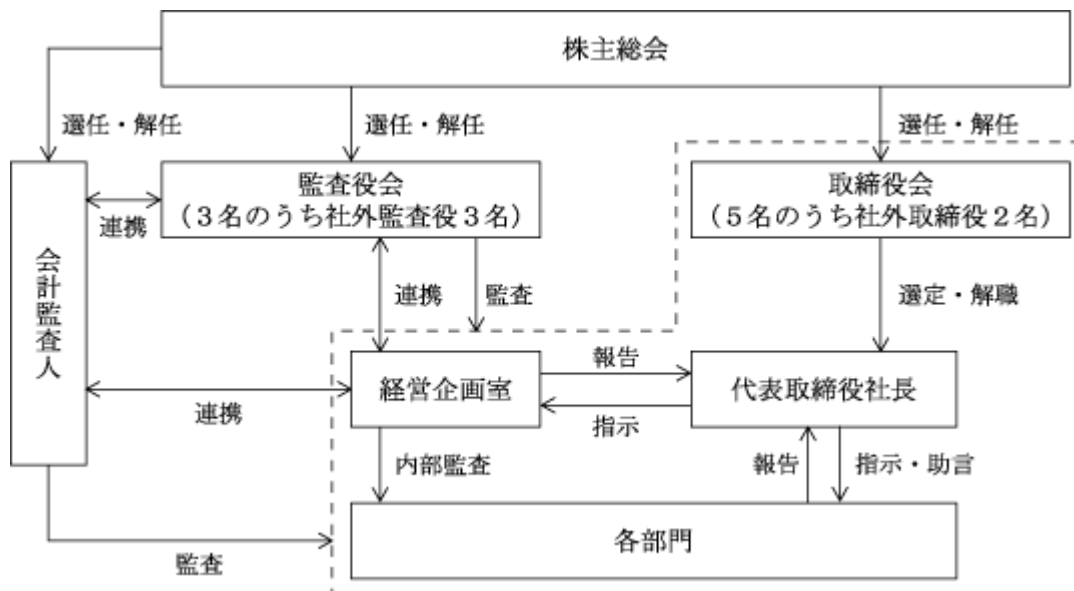 株主総会
選任・解任
選任・解任
選任・解任
監査役会
（３名のうち社外監査役３名）
取締役会
（５名のうち社外取締役２名）
連携
会計監査人
連携
監査
選定・解職
経営企画室
報告
代表取締役社長
連携
指示
内部監査
報告
指示・助言
各部門
監査